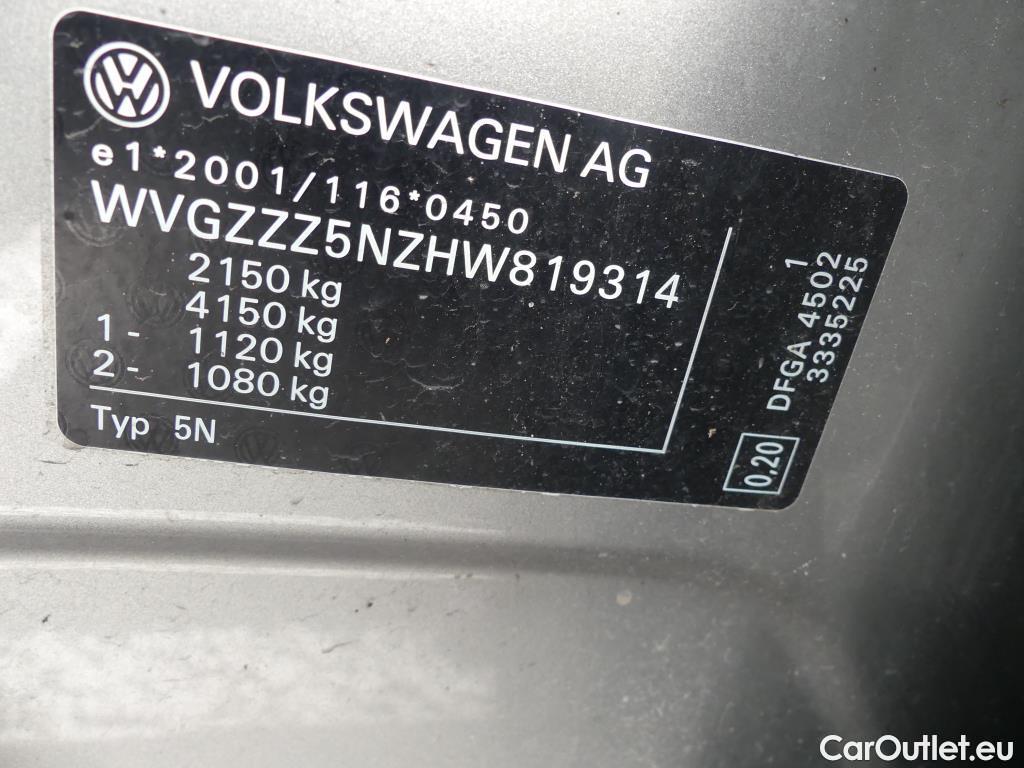 VOLKSWAGEN AG
e1*2001/116*0450
WVGZZZ5NZHW819314
2150 kg
4150 kg
1- 1120 kg
2- 1080 kg
Typ 5N
1
DFGA 4502
3335225
0,20
CarOutlet.eu